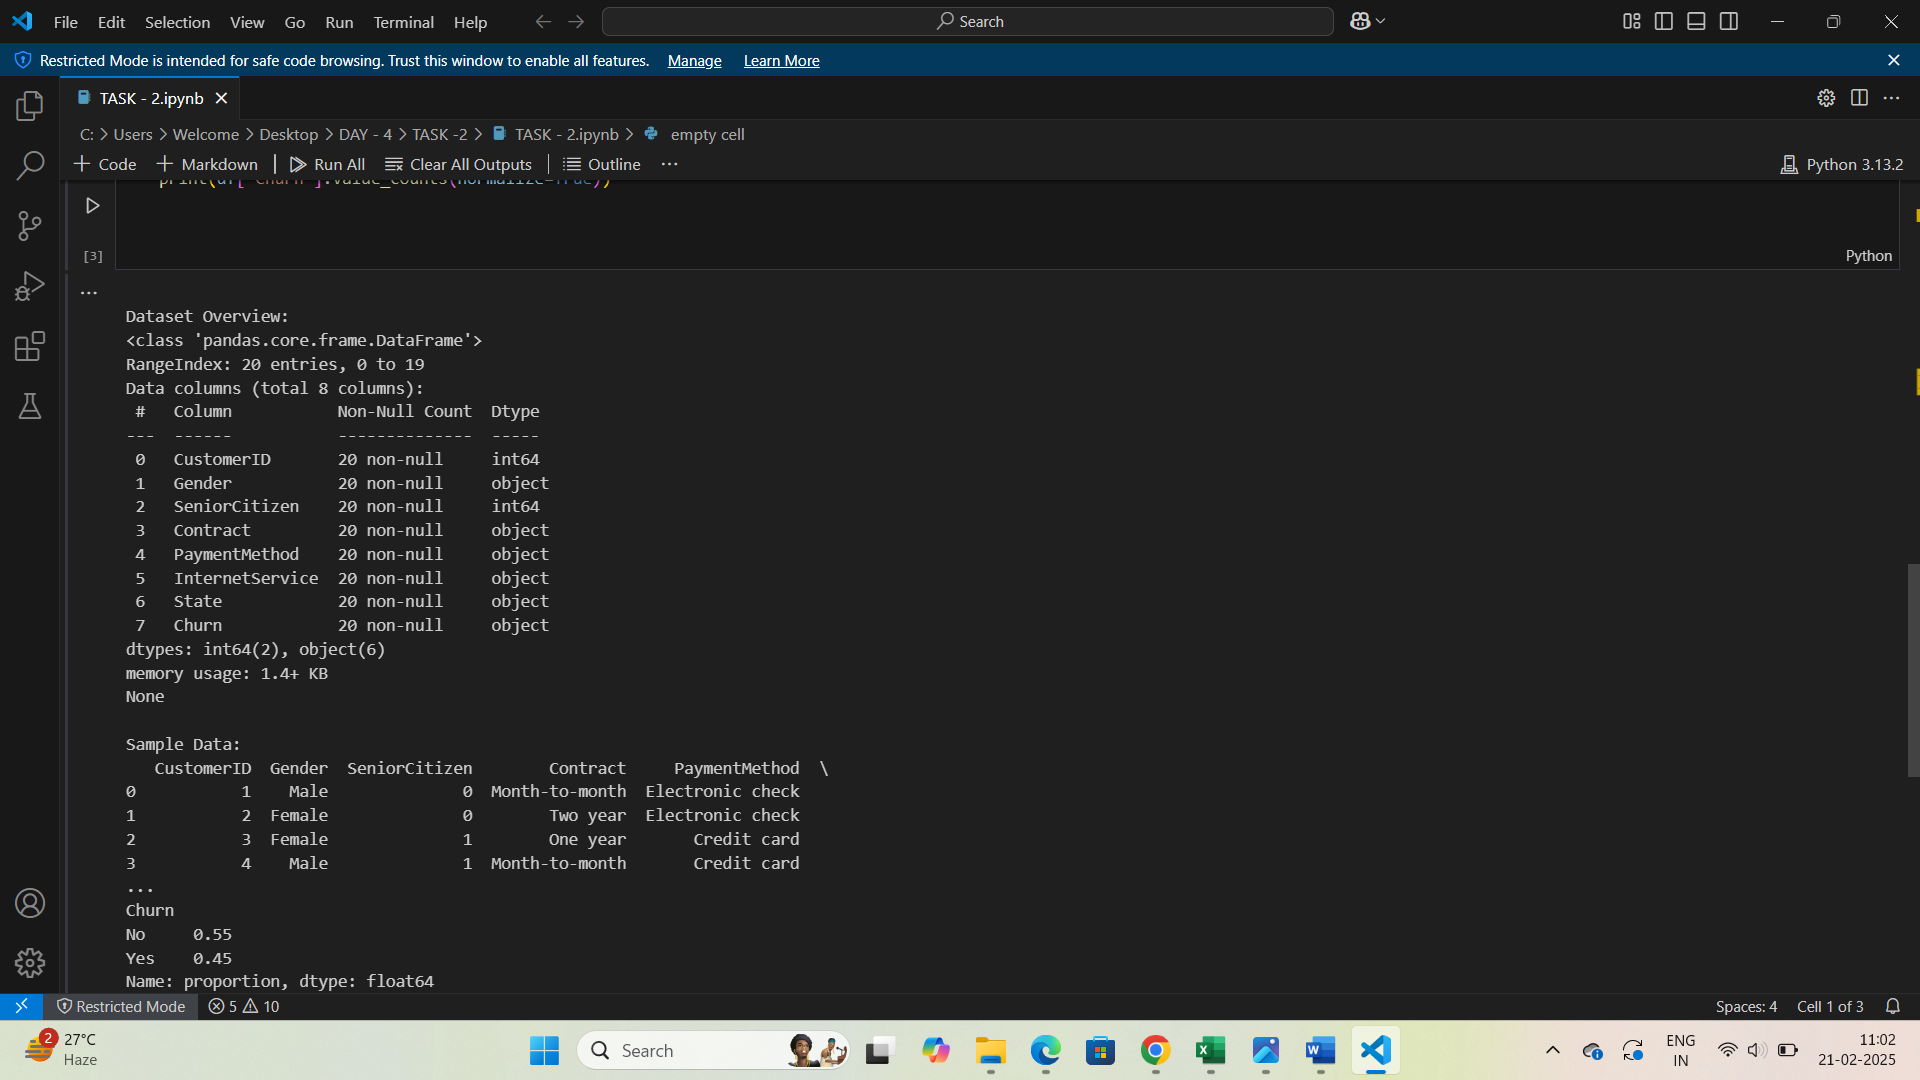 File Edit Selection View Go Run Terminal Help Search
Restricted Mode is intended for safe code browsing. Trust this window to enable all features. Manage Learn More
TASK - 2.ipynb
C: > Users > Welcome > Desktop > DAY - 4 > TASK -2 > TASK - 2.ipynb > empty cell
+ Code + Markdown Run All Clear All Outputs Outline ... Python 3.13.2
print(df['Churn'].value_counts(normalize=True))
[3] Python
...
Dataset Overview:
<class 'pandas.core.frame.DataFrame'>
RangeIndex: 20 entries, 0 to 19
Data columns (total 8 columns):
 #   Column           Non-Null Count  Dtype
---  ------           --------------  -----
 0   CustomerID       20 non-null     int64
 1   Gender           20 non-null     object
 2   SeniorCitizen    20 non-null     int64
 3   Contract         20 non-null     object
 4   PaymentMethod    20 non-null     object
 5   InternetService  20 non-null     object
 6   State            20 non-null     object
 7   Churn            20 non-null     object
dtypes: int64(2), object(6)
memory usage: 1.4+ KB
None
Sample Data:
   CustomerID  Gender  SeniorCitizen        Contract     PaymentMethod  \
0           1    Male              0  Month-to-month  Electronic check
1           2  Female              0        Two year  Electronic check
2           3  Female              1        One year       Credit card
3           4    Male              1  Month-to-month       Credit card
...
Churn
No     0.55
Yes    0.45
Name: proportion, dtype: float64
Restricted Mode 5 10 Spaces: 4 Cell 1 of 3
2 27°C
Haze
Search
ENG
IN
11:02
21-02-2025